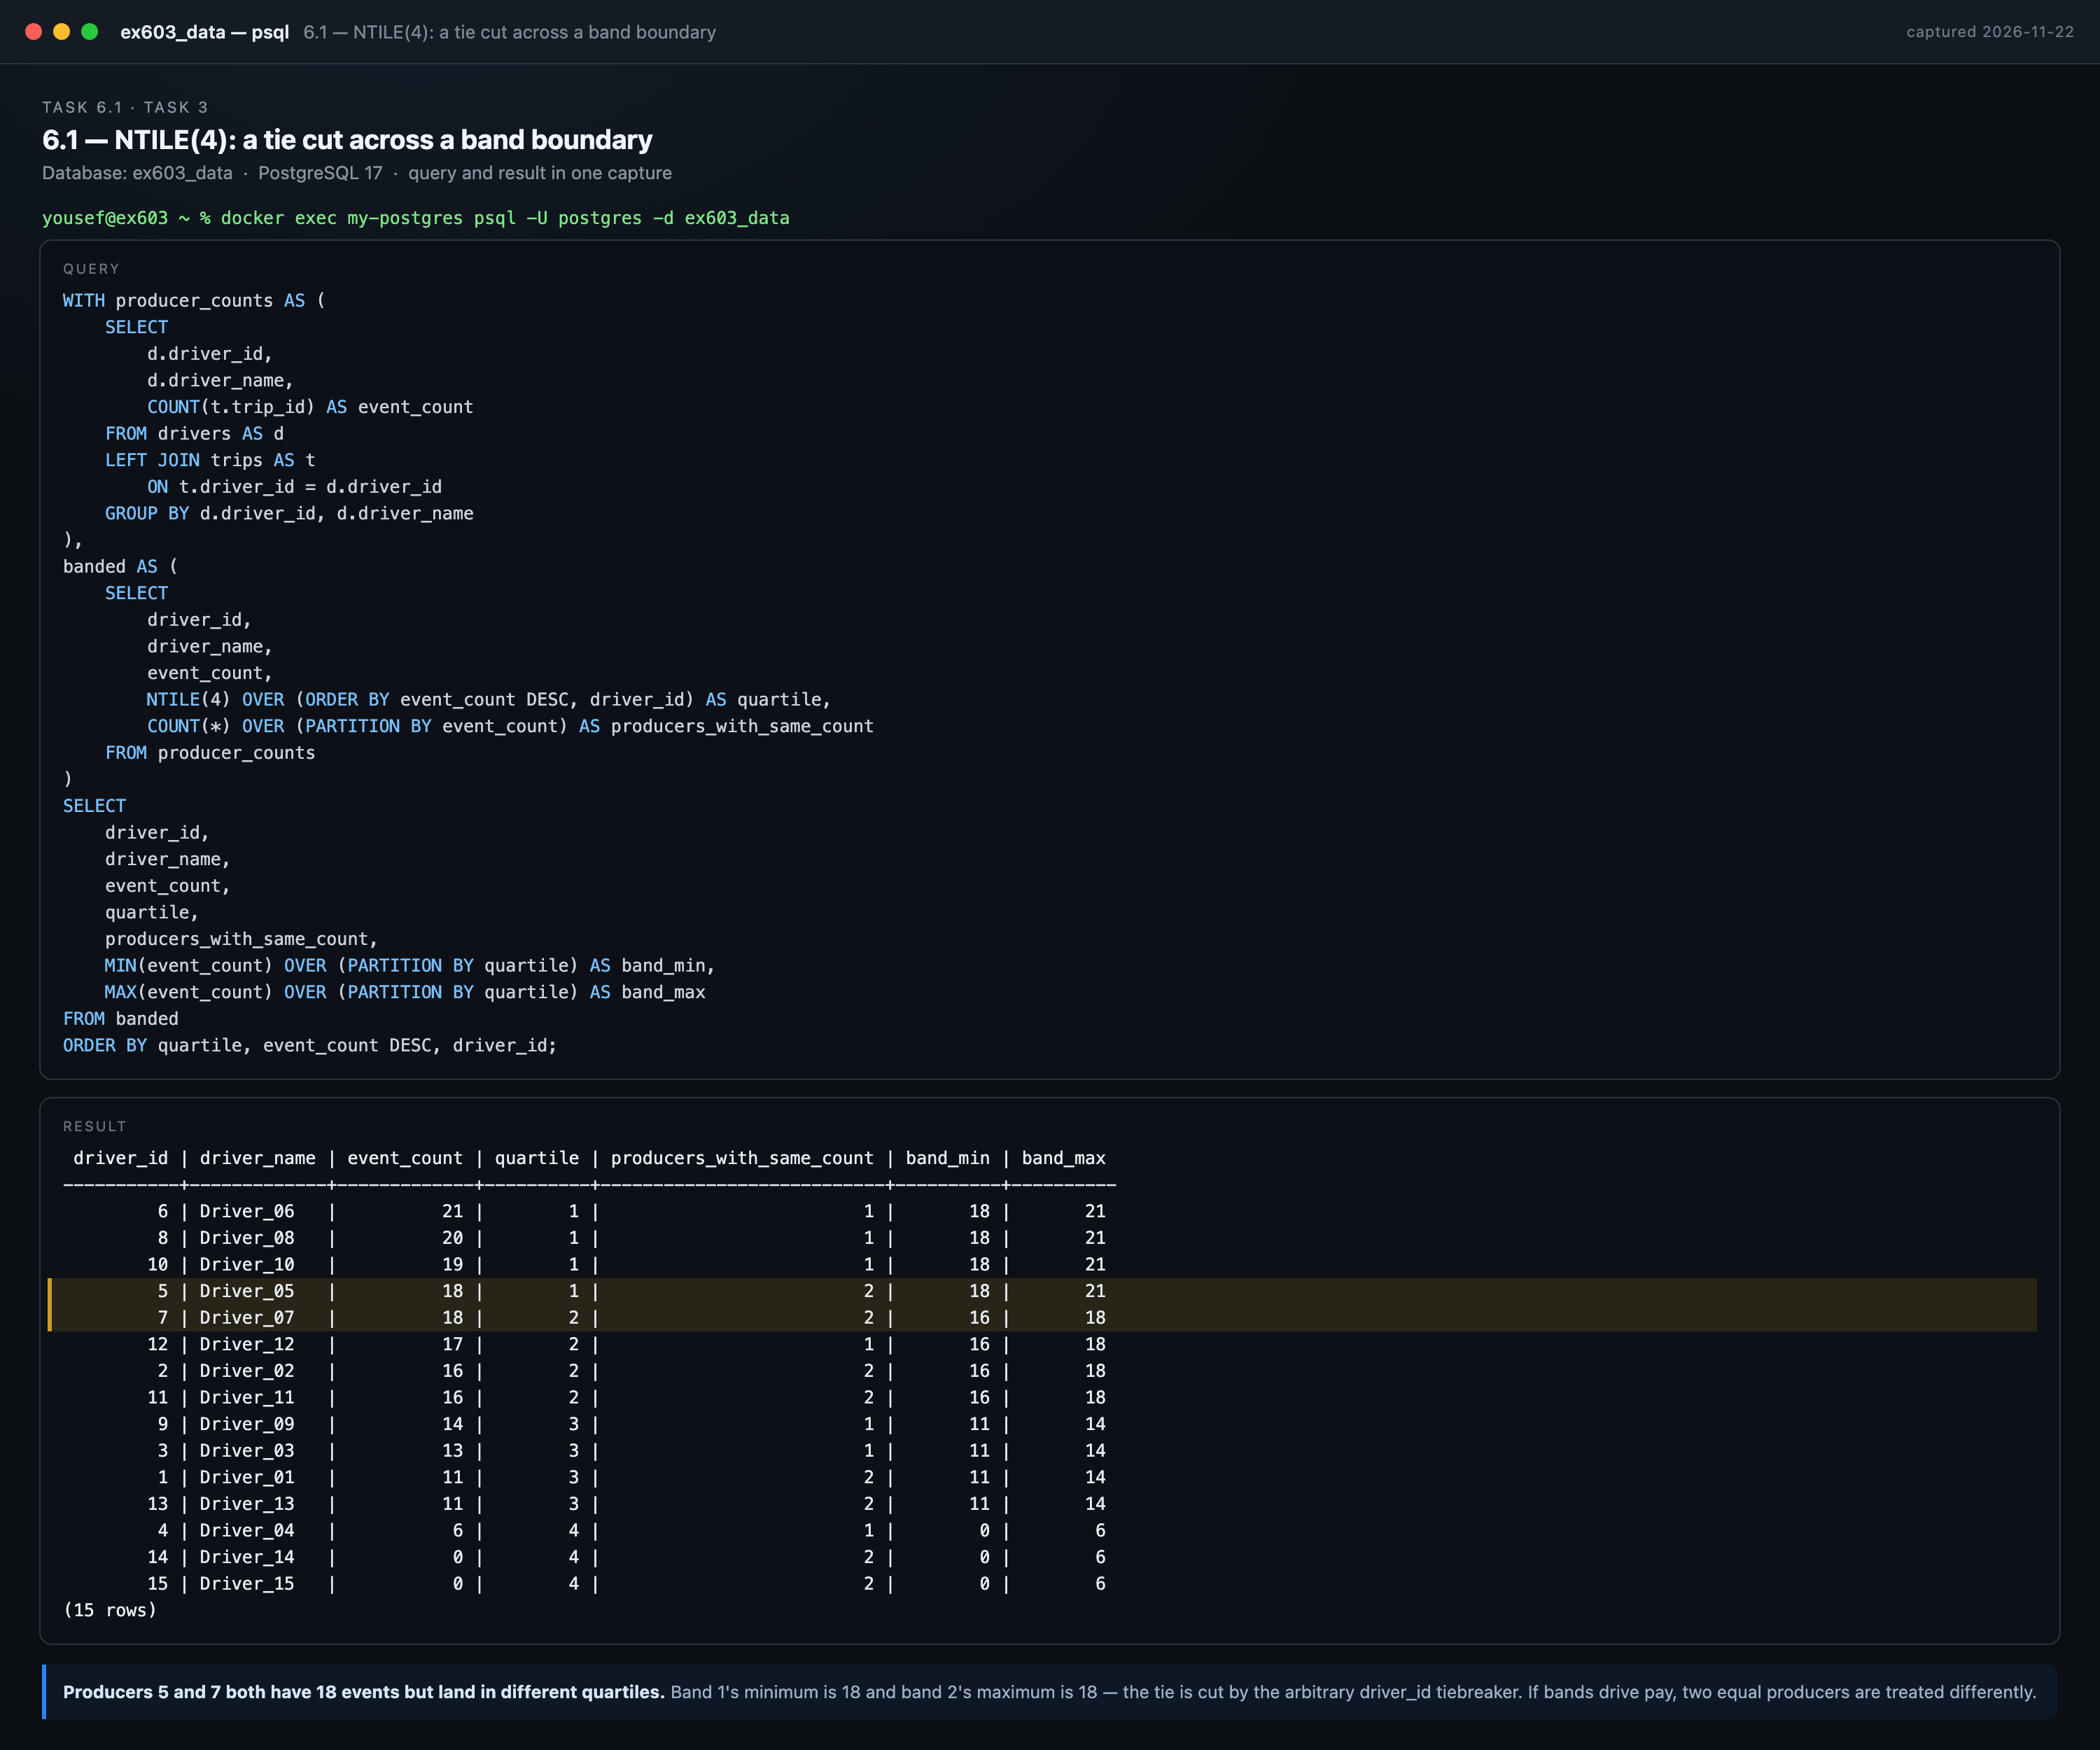 ex603_data — psql 6.1 — NTILE(4): a tie cut across a band boundary
captured 2026-11-22
TASK 6.1 · TASK 3
6.1 — NTILE(4): a tie cut across a band boundary
Database: ex603_data · PostgreSQL 17 · query and result in one capture
yousef@ex603 ~ % docker exec my-postgres psql -U postgres -d ex603_data
QUERY
WITH producer_counts AS (
    SELECT
        d.driver_id,
        d.driver_name,
        COUNT(t.trip_id) AS event_count
    FROM drivers AS d
    LEFT JOIN trips AS t
        ON t.driver_id = d.driver_id
    GROUP BY d.driver_id, d.driver_name
),
banded AS (
    SELECT
        driver_id,
        driver_name,
        event_count,
        NTILE(4) OVER (ORDER BY event_count DESC, driver_id) AS quartile,
        COUNT(*) OVER (PARTITION BY event_count) AS producers_with_same_count
    FROM producer_counts
)
SELECT
    driver_id,
    driver_name,
    event_count,
    quartile,
    producers_with_same_count,
    MIN(event_count) OVER (PARTITION BY quartile) AS band_min,
    MAX(event_count) OVER (PARTITION BY quartile) AS band_max
FROM banded
ORDER BY quartile, event_count DESC, driver_id;
RESULT
 driver_id | driver_name | event_count | quartile | producers_with_same_count | band_min | band_max
-----------+-------------+-------------+----------+---------------------------+----------+----------
         6 | Driver_06   |          21 |        1 |                         1 |       18 |       21
         8 | Driver_08   |          20 |        1 |                         1 |       18 |       21
        10 | Driver_10   |          19 |        1 |                         1 |       18 |       21
         5 | Driver_05   |          18 |        1 |                         2 |       18 |       21
         7 | Driver_07   |          18 |        2 |                         2 |       16 |       18
        12 | Driver_12   |          17 |        2 |                         1 |       16 |       18
         2 | Driver_02   |          16 |        2 |                         2 |       16 |       18
        11 | Driver_11   |          16 |        2 |                         2 |       16 |       18
         9 | Driver_09   |          14 |        3 |                         1 |       11 |       14
         3 | Driver_03   |          13 |        3 |                         1 |       11 |       14
         1 | Driver_01   |          11 |        3 |                         2 |       11 |       14
        13 | Driver_13   |          11 |        3 |                         2 |       11 |       14
         4 | Driver_04   |           6 |        4 |                         1 |        0 |        6
        14 | Driver_14   |           0 |        4 |                         2 |        0 |        6
        15 | Driver_15   |           0 |        4 |                         2 |        0 |        6
(15 rows)
Producers 5 and 7 both have 18 events but land in different quartiles. Band 1's minimum is 18 and band 2's maximum is 18 — the tie is cut by the arbitrary driver_id tiebreaker. If bands drive pay, two equal producers are treated differently.